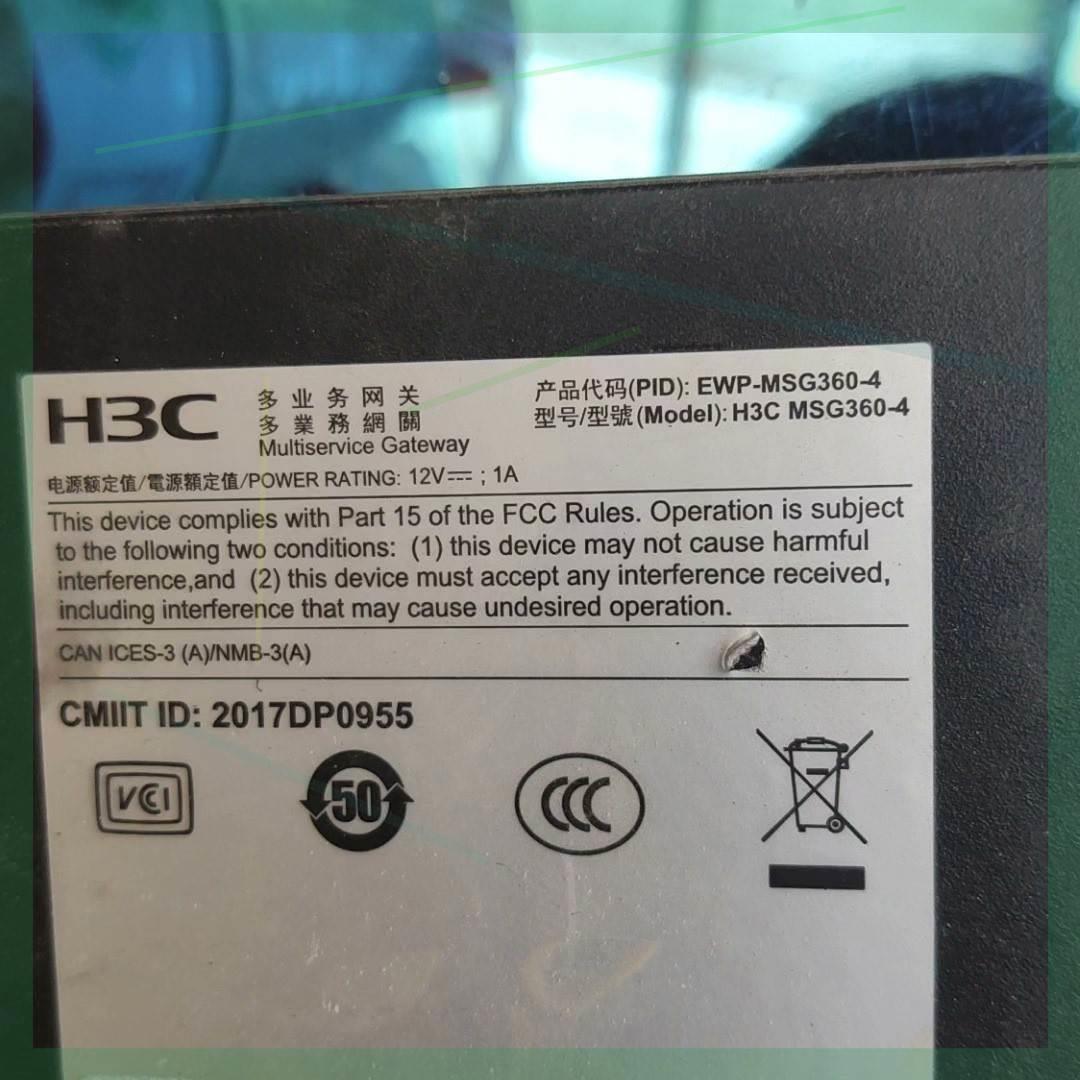 H3C
多业务网关
多業務網關
Multiservice Gateway
产品代码(PID): EWP-MSG360-4
型号/型號(Model): H3C MSG360-4
电源额定值/電源額定值/POWER RATING: 12V⎓ ; 1A
This device complies with Part 15 of the FCC Rules. Operation is subject
to the following two conditions: (1) this device may not cause harmful
interference,and (2) this device must accept any interference received,
including interference that may cause undesired operation.
CAN ICES-3 (A)/NMB-3(A)
CMIIT ID: 2017DP0955
VCI
50
CCC